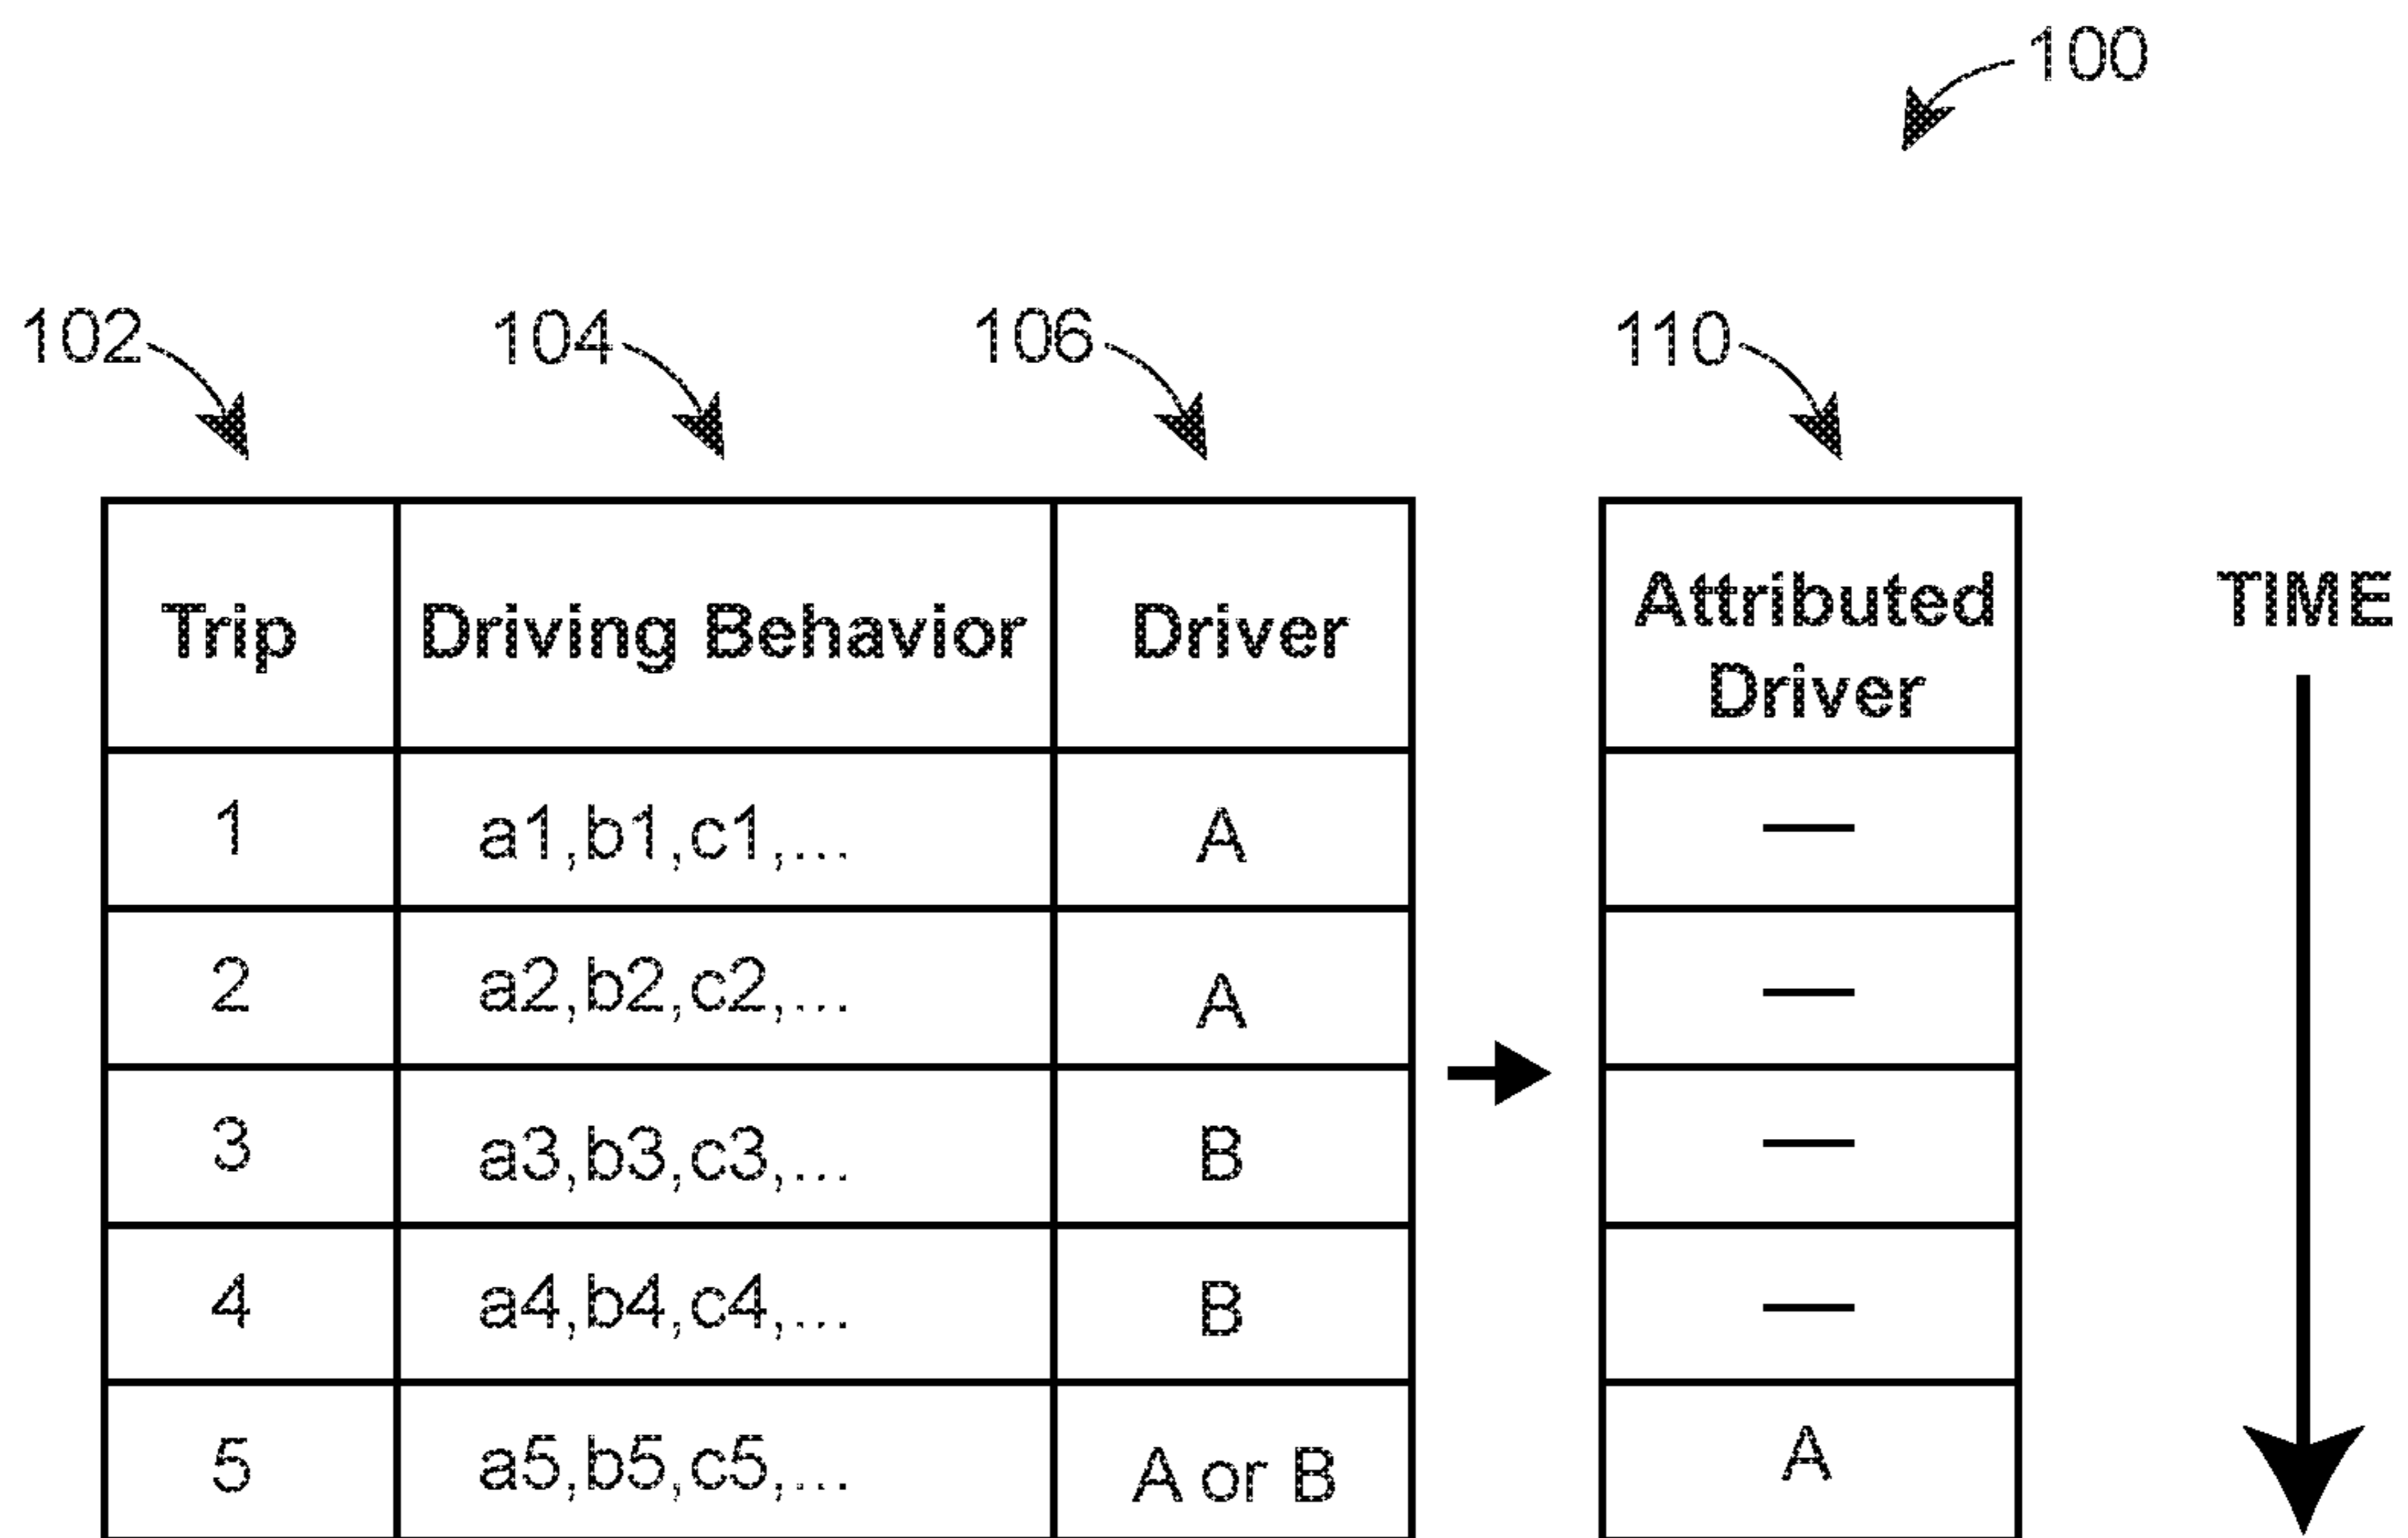 100
102
104
106
110
Trip
Driving Behavior
Driver
Attributed
Driver
TIME
1
a1,b1,c1,...
A
—
2
a2,b2,c2,...
A
—
3
a3,b3,c3,...
B
—
4
a4,b4,c4,...
B
—
5
a5,b5,c5,...
A or B
A